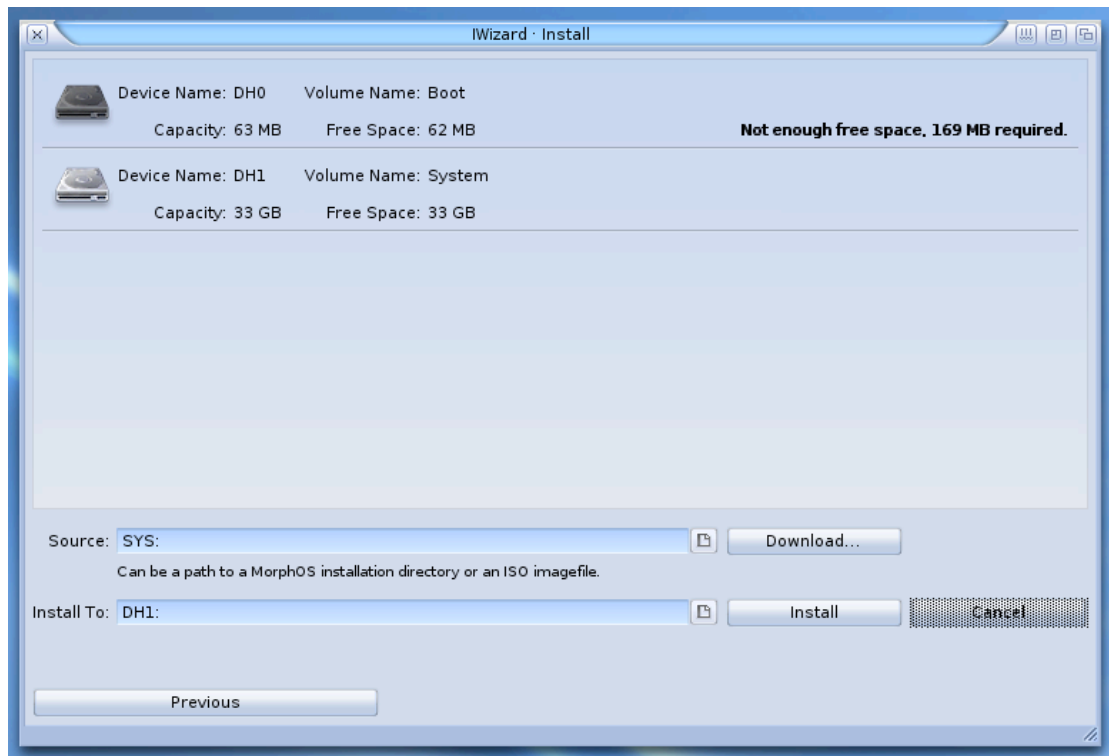 IWizard · Install
Device Name: DH0 Volume Name: Boot
Capacity: 63 MB Free Space: 62 MB Not enough free space, 169 MB required.
Device Name: DH1 Volume Name: System
Capacity: 33 GB Free Space: 33 GB
Source: SYS: Download...
Can be a path to a MorphOS installation directory or an ISO imagefile.
Install To: DH1: Install Cancel
Previous